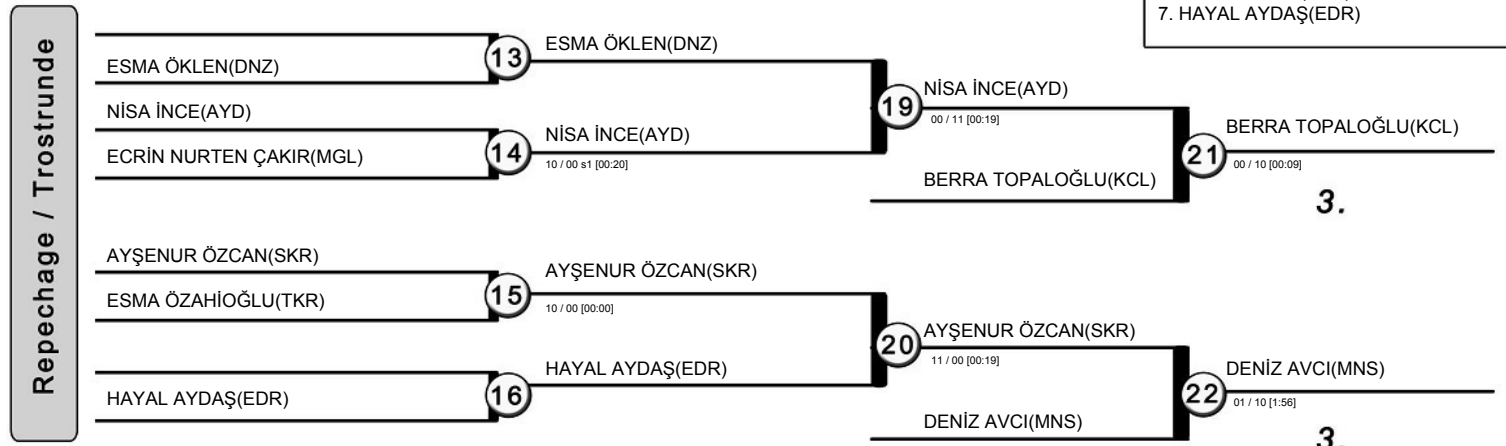 7. HAYAL AYDAŞ(EDR)
Repechage / Trostrunde
ESMA ÖKLEN(DNZ)
13
ESMA ÖKLEN(DNZ)
NİSA İNCE(AYD)
ECRİN NURTEN ÇAKIR(MGL)
14
NİSA İNCE(AYD)
10 / 00 s1 [00:20]
19
NİSA İNCE(AYD)
00 / 11 [00:19]
BERRA TOPALOĞLU(KCL)
21
BERRA TOPALOĞLU(KCL)
00 / 10 [00:09]
3.
AYŞENUR ÖZCAN(SKR)
ESMA ÖZAHİOĞLU(TKR)
15
AYŞENUR ÖZCAN(SKR)
10 / 00 [00:00]
HAYAL AYDAŞ(EDR)
16
HAYAL AYDAŞ(EDR)
20
AYŞENUR ÖZCAN(SKR)
11 / 00 [00:19]
DENİZ AVCI(MNS)
22
DENİZ AVCI(MNS)
01 / 10 [1:56]
3.